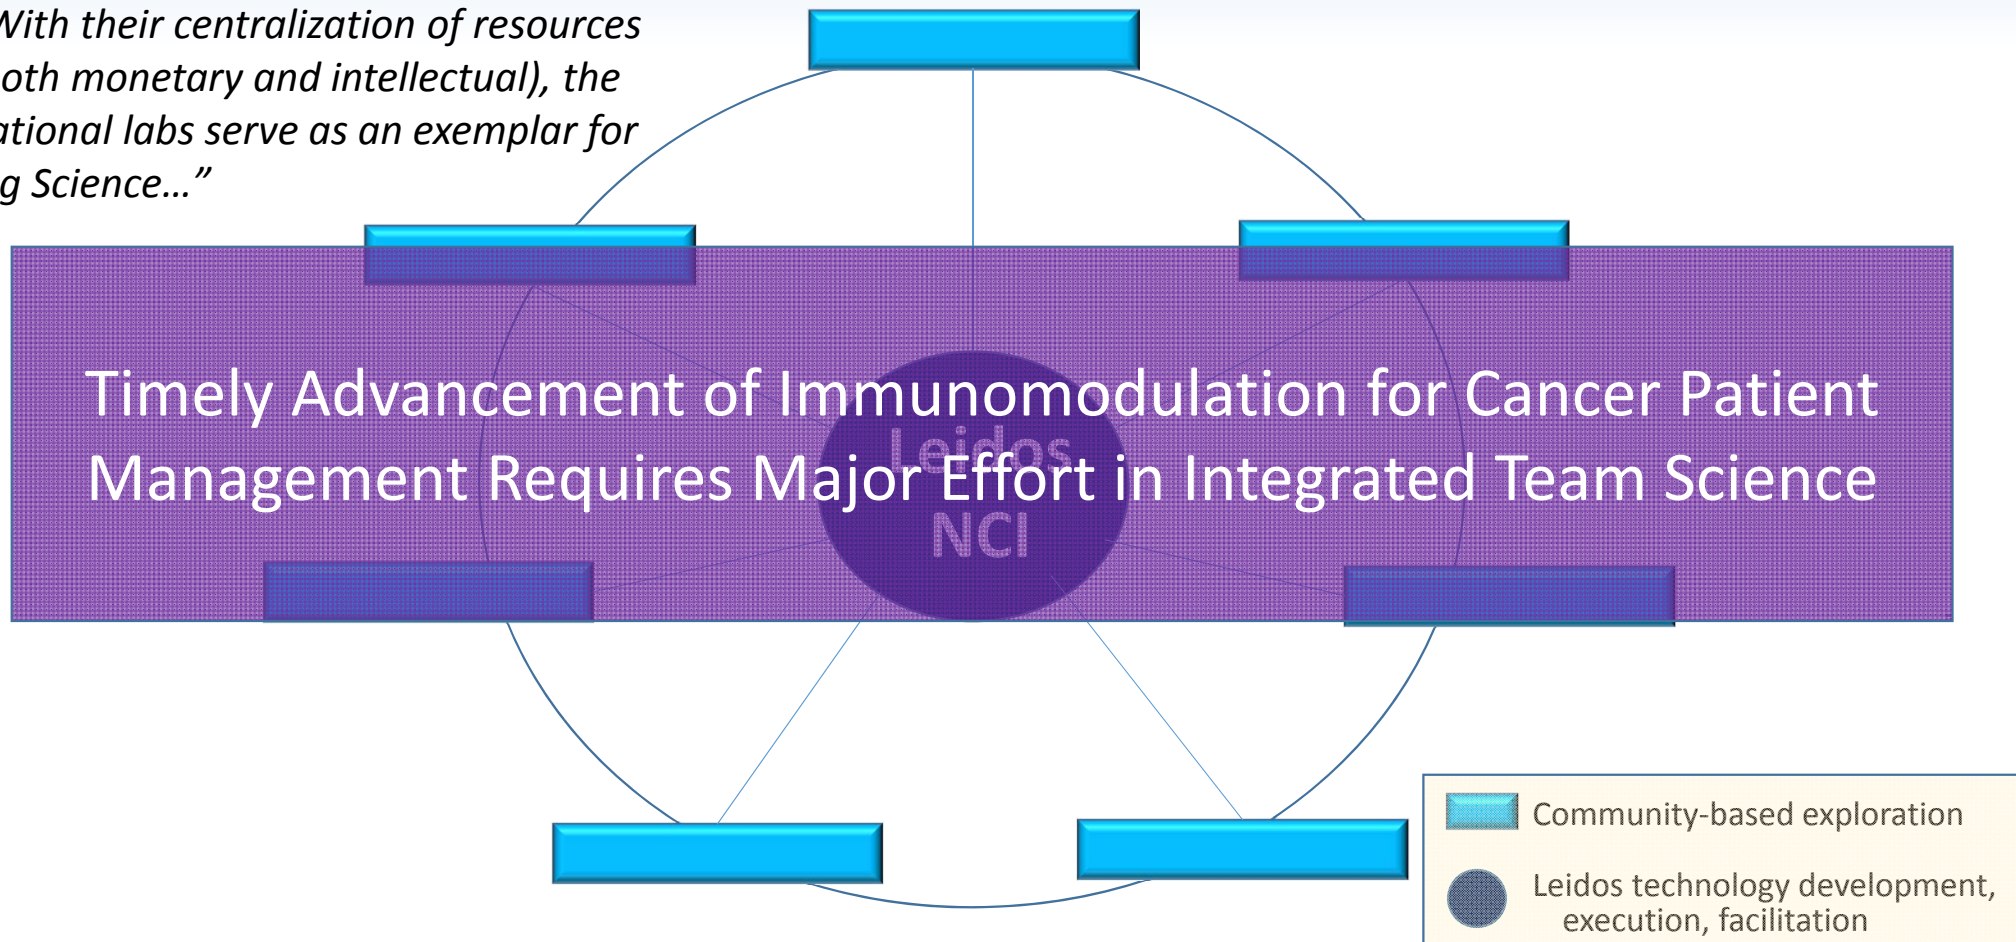 With their centralization of resources
oth monetary and intellectual), the
ational labs serve as an exemplar for
g Science…”
Timely Advancement of Immunomodulation for Cancer Patient
Management Requires Major Effort in Integrated Team Science
Leidos
NCI
Community-based exploration
Leidos technology development,
execution, facilitation